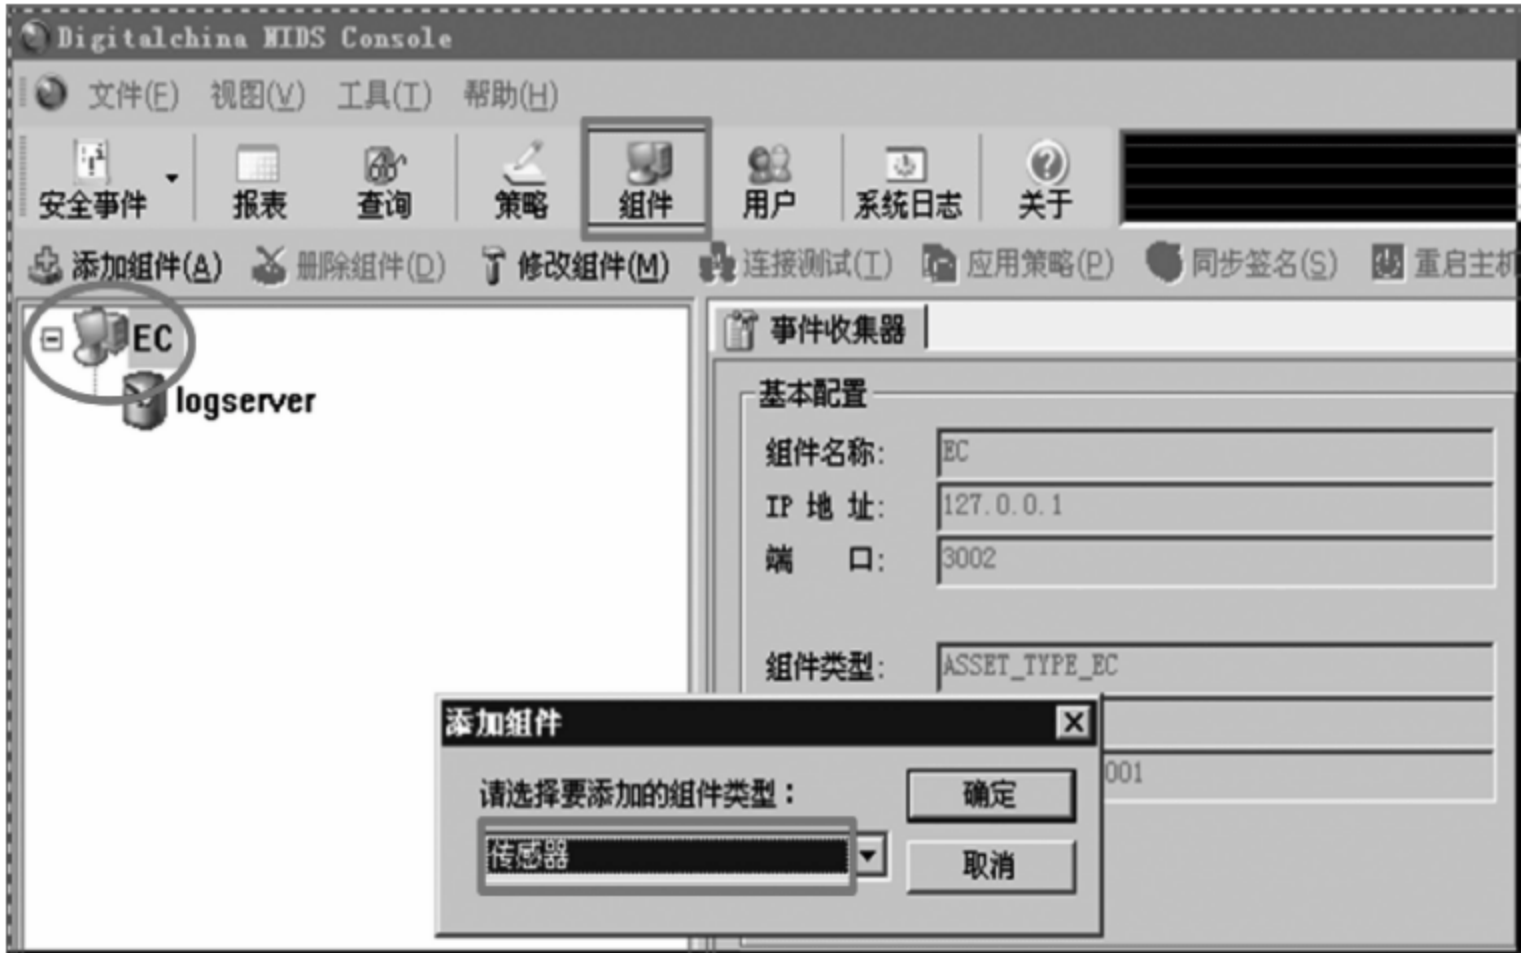 Digitalchina NIDS Console
文件(F) 视图(V) 工具(T) 帮助(H)
安全事件 报表 查询 策略 组件 用户 系统日志 关于
添加组件(A) 删除组件(D) 修改组件(M) 连接测试(T) 应用策略(P) 同步签名(S) 重启主机
EC
logserver
事件收集器
基本配置
组件名称: EC
IP 地 址: 127.0.0.1
端 口: 3002
组件类型: ASSET_TYPE_EC
001
添加组件
请选择要添加的组件类型：
传感器
确定
取消